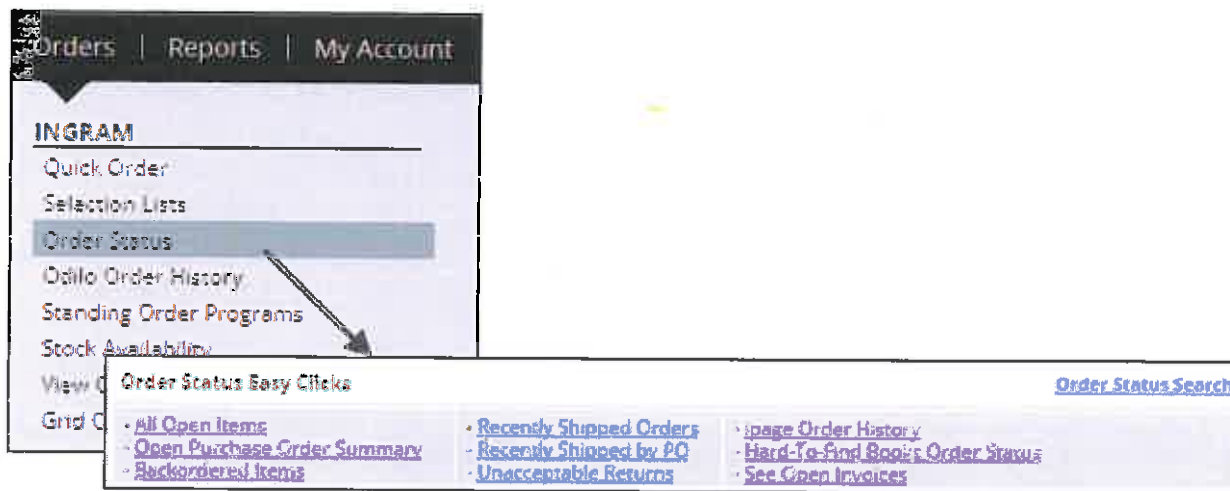 Orders | Reports | My Account
INGRAM
Quick Order
Selection Lists
Order Status
Odilo Order History
Standing Order Programs
Stock Availability
View
Grid
Order Status Easy Clicks
Order Status Search
- All Open Items
- Open Purchase Order Summary
- Backordered Items
- Recently Shipped Orders
- Recently Shipped by PO
- Unacceptable Returns
- ipage Order History
- Hard-To-Find Books Order Status
- See Open Invoices